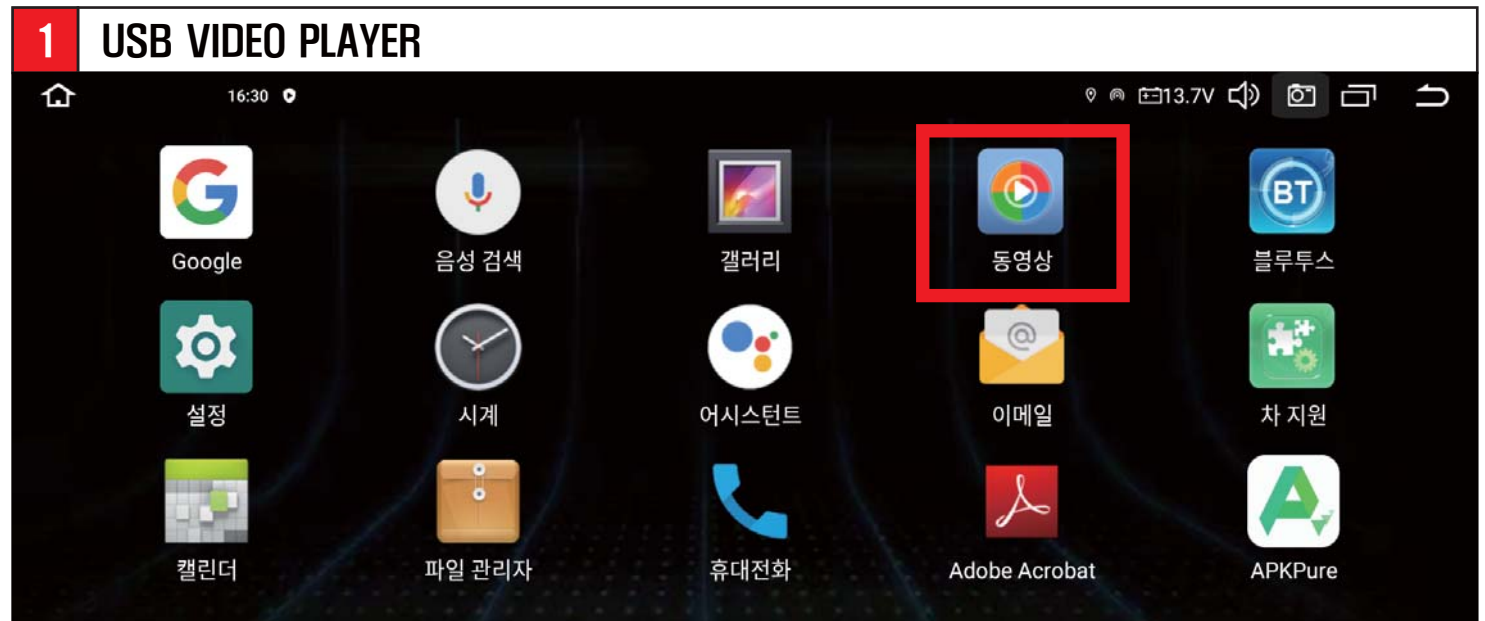 1 USB VIDEO PLAYER
16:30 13.7V
Google 음성 검색 갤러리 동영상 BT 블루투스
설정 시계 어시스턴트 @ 이메일 차 지원
캘린더 파일 관리자 휴대전화 Adobe Acrobat APKPure